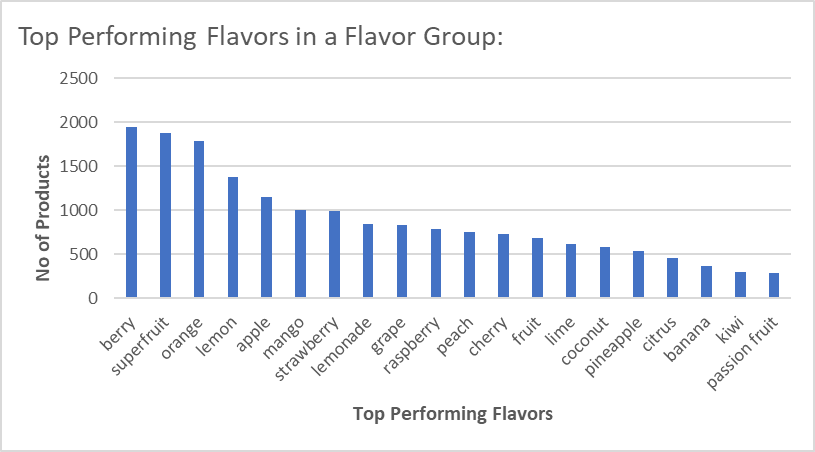 Top Performing Flavors in a Flavor Group:
2500
2000
1500
1000
500
0
No of Products
berry
superfruit
orange
lemon
apple
mango
strawberry
lemonade
grape
raspberry
peach
cherry
fruit
lime
coconut
pineapple
citrus
banana
kiwi
passion fruit
Top Performing Flavors